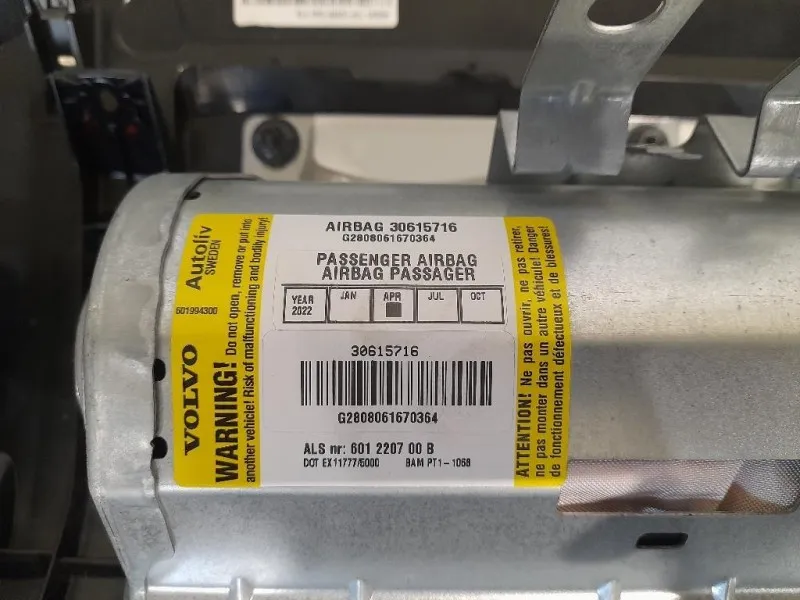 AIRBAG 30615716
G2808061670364
PASSENGER AIRBAG
AIRBAG PASSAGER
YEAR
2022
JAN
APR
JUL
OCT
30615716
G2808061670364
ALS nr: 601 2207 00 B
DOT EX11777/5000 BAM PT1-1068
Autoliv
SWEDEN
601994300
VOLVO
WARNING! Do not open, remove or put into
another vehicle! Risk of malfunctioning and bodily injury!
ATTENTION! Ne pas ouvrir, ne pas retirer,
ne pas monter dans un autre véhicule! Danger
de fonctionnement défectueux et de blessures!